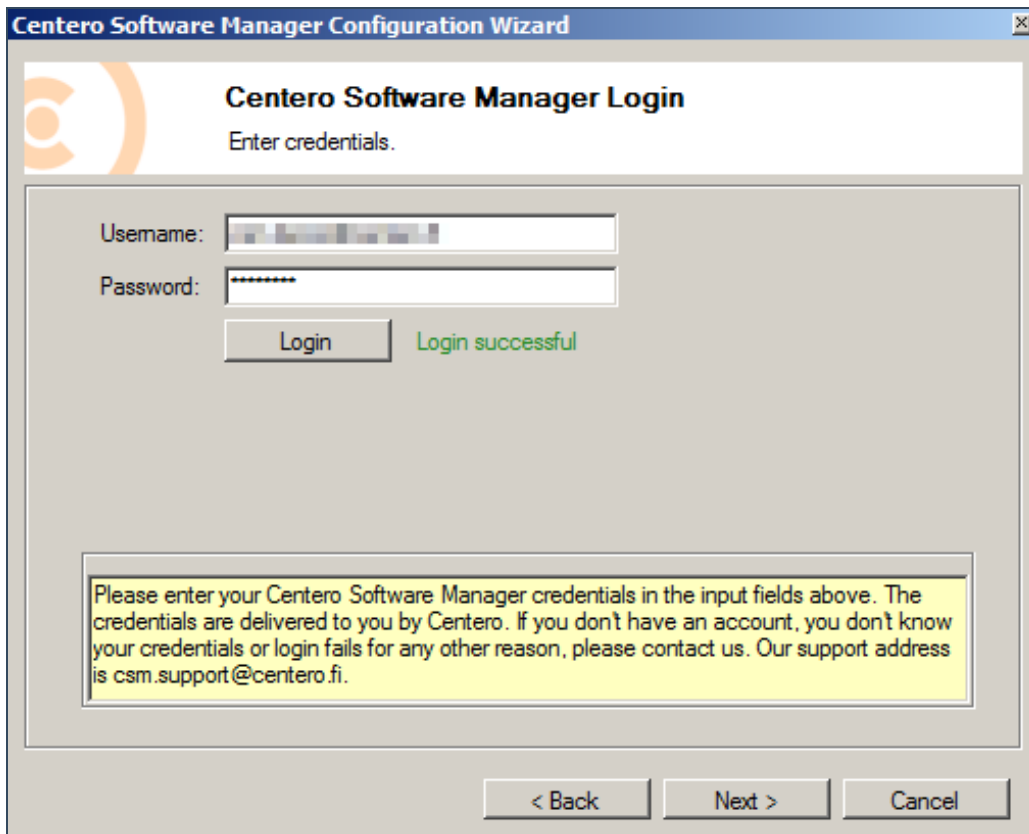 Centero Software Manager Configuration Wizard
Centero Software Manager Login
Enter credentials.
Username:
Password: ********
Login Login successful
Please enter your Centero Software Manager credentials in the input fields above. The
credentials are delivered to you by Centero. If you don't have an account, you don't know
your credentials or login fails for any other reason, please contact us. Our support address
is csm.support@centero.fi.
< Back Next > Cancel